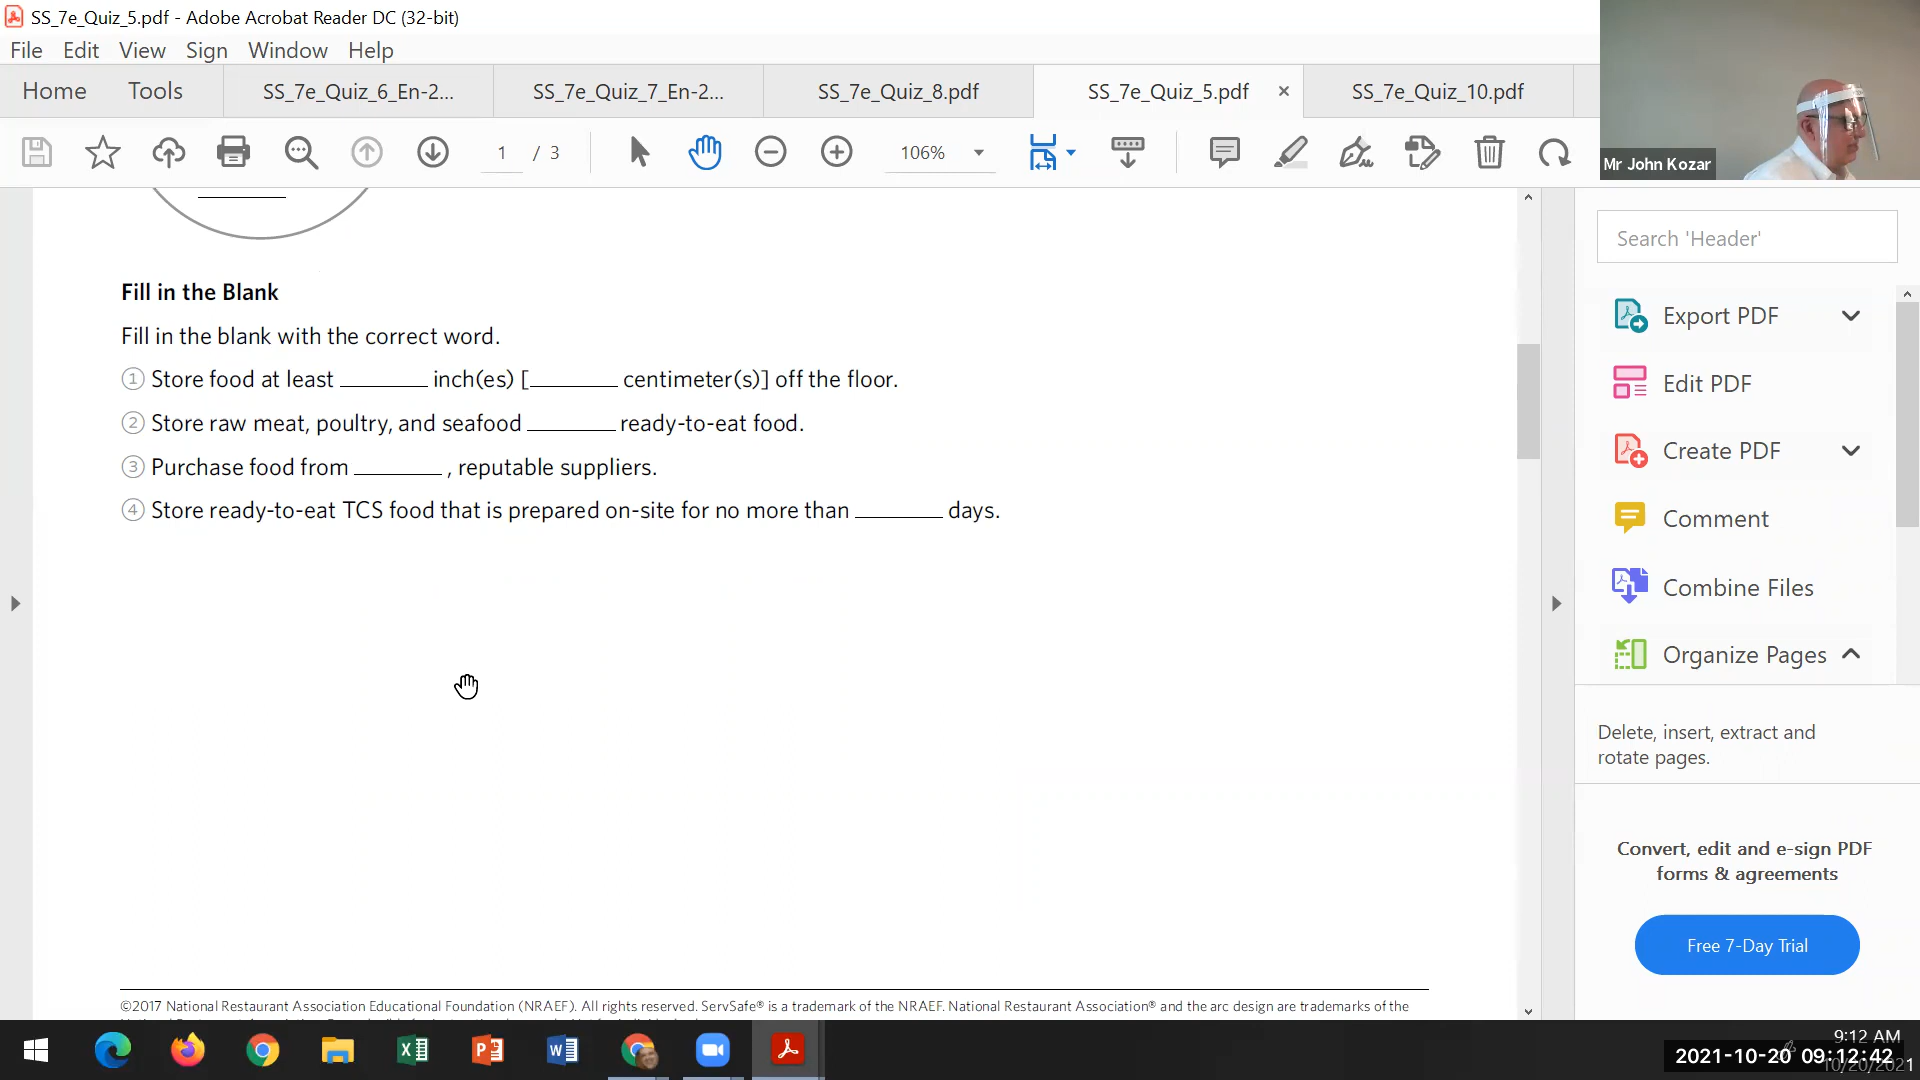 SS_7e_Quiz_5.pdf - Adobe Acrobat Reader DC (32-bit)
File Edit View Sign Window Help
Home Tools SS_7e_Quiz_6_En-2... SS_7e_Quiz_7_En-2... SS_7e_Quiz_8.pdf SS_7e_Quiz_5.pdf × SS_7e_Quiz_10.pdf
1 / 3 106%
Mr John Kozar
Search 'Header'
Fill in the Blank
Fill in the blank with the correct word.
① Store food at least ________ inch(es) [________ centimeter(s)] off the floor.
② Store raw meat, poultry, and seafood ________ ready-to-eat food.
③ Purchase food from ________ , reputable suppliers.
④ Store ready-to-eat TCS food that is prepared on-site for no more than ________ days.
Export PDF
Edit PDF
Create PDF
Comment
Combine Files
Organize Pages
Delete, insert, extract and
rotate pages.
Convert, edit and e-sign PDF
forms & agreements
Free 7-Day Trial
©2017 National Restaurant Association Educational Foundation (NRAEF). All rights reserved. ServSafe® is a trademark of the NRAEF. National Restaurant Association® and the arc design are trademarks of the
9:12 AM
2021-10-20 09:12:42
10/20/2021